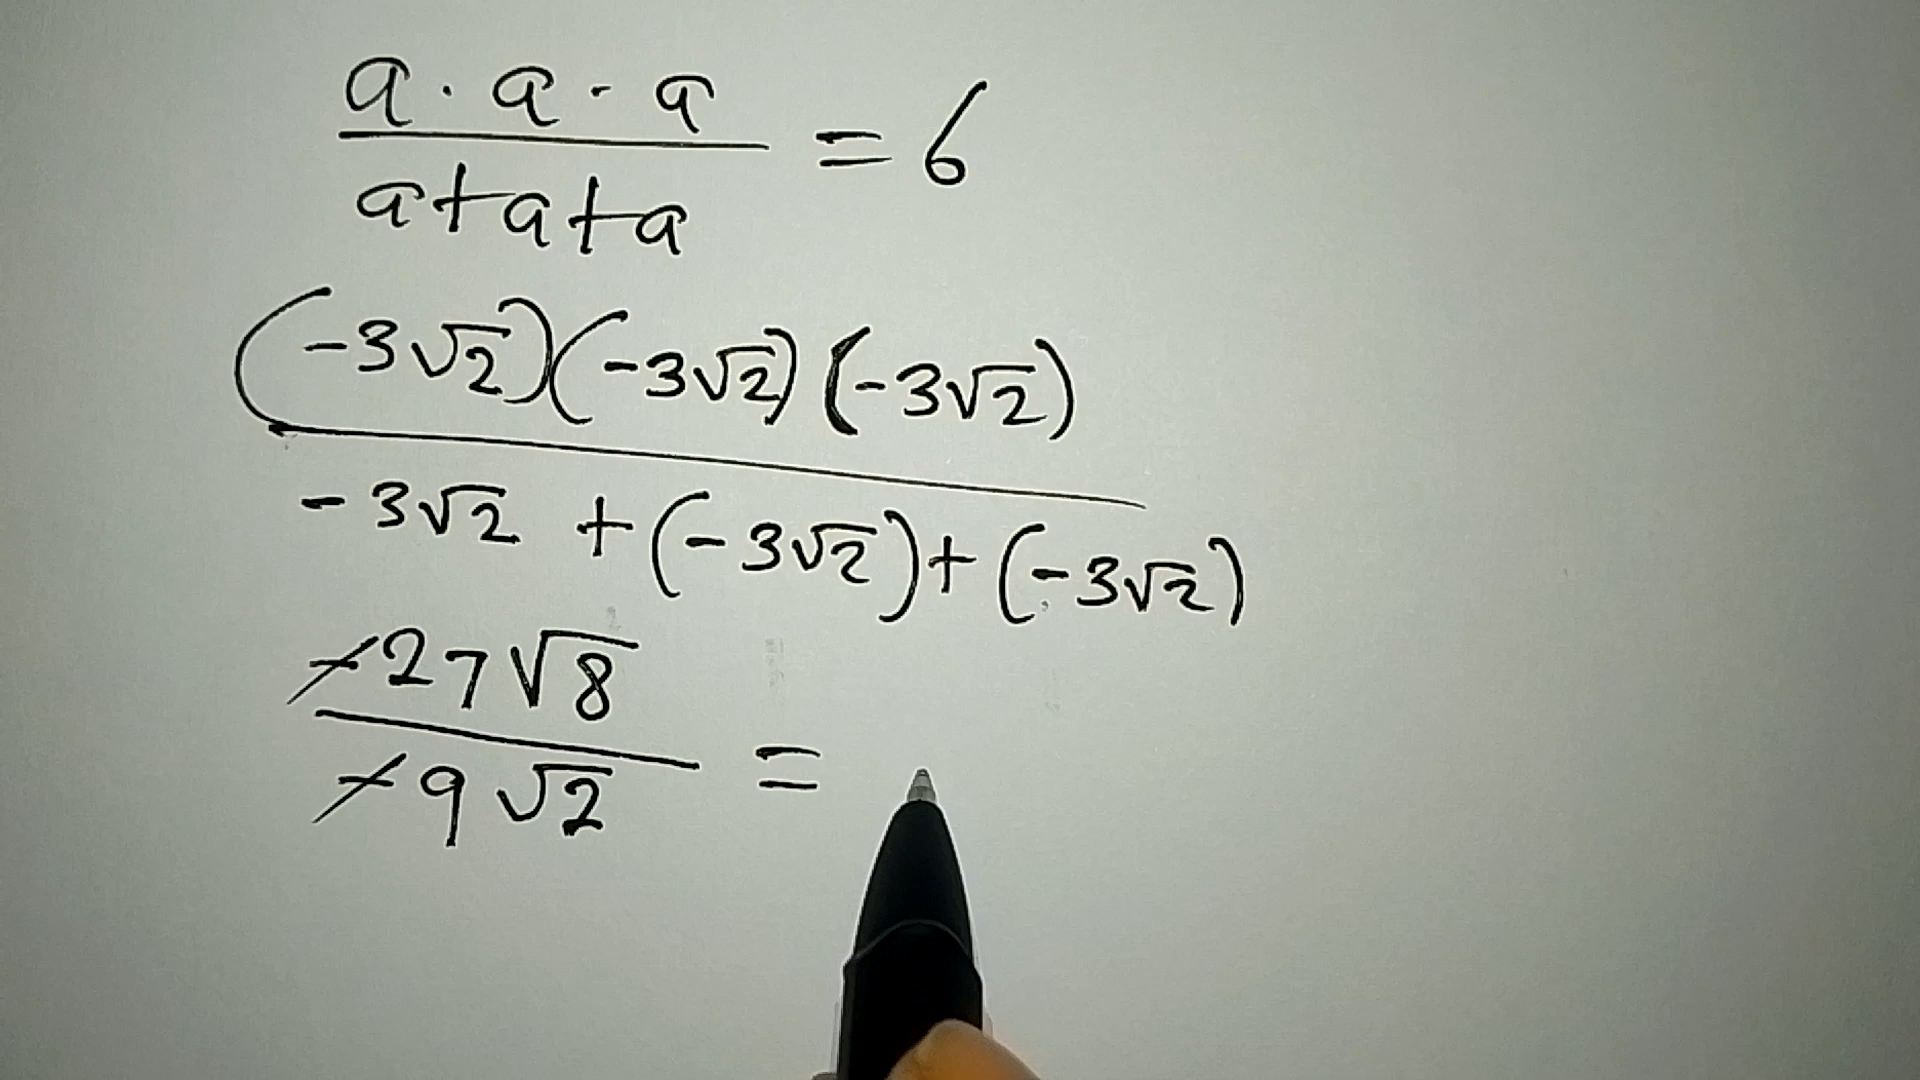 a · a · a
a + a + a
= 6
(-3√2)(-3√2)(-3√2)
-3√2 + (-3√2) + (-3√2)
-27√8
-9√2
=